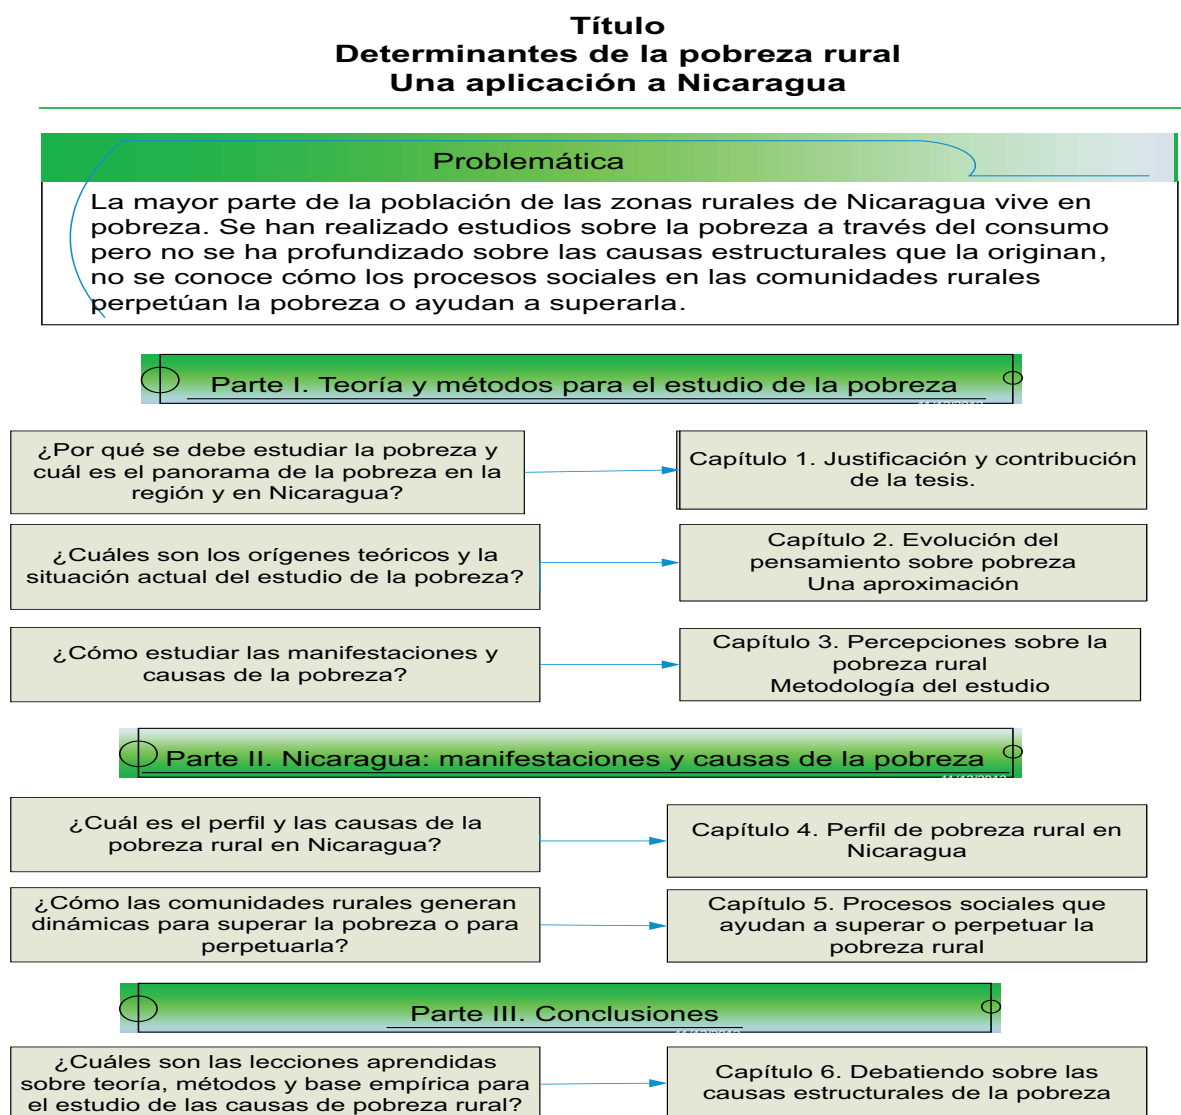 Título
Determinantes de la pobreza rural
Una aplicación a Nicaragua
Problemática
La mayor parte de la población de las zonas rurales de Nicaragua vive en
pobreza. Se han realizado estudios sobre la pobreza a través del consumo
pero no se ha profundizado sobre las causas estructurales que la originan,
no se conoce cómo los procesos sociales en las comunidades rurales
perpetúan la pobreza o ayudan a superarla.
Parte I. Teoría y métodos para el estudio de la pobreza
¿Por qué se debe estudiar la pobreza y
cuál es el panorama de la pobreza en la
región y en Nicaragua?
Capítulo 1. Justificación y contribución
de la tesis.
¿Cuáles son los orígenes teóricos y la
situación actual del estudio de la pobreza?
Capítulo 2. Evolución del
pensamiento sobre pobreza
Una aproximación
¿Cómo estudiar las manifestaciones y
causas de la pobreza?
Capítulo 3. Percepciones sobre la
pobreza rural
Metodología del estudio
Parte II. Nicaragua: manifestaciones y causas de la pobreza
¿Cuál es el perfil y las causas de la
pobreza rural en Nicaragua?
Capítulo 4. Perfil de pobreza rural en
Nicaragua
¿Cómo las comunidades rurales generan
dinámicas para superar la pobreza o para
perpetuarla?
Capítulo 5. Procesos sociales que
ayudan a superar o perpetuar la
pobreza rural
Parte III. Conclusiones
¿Cuáles son las lecciones aprendidas
sobre teoría, métodos y base empírica para
el estudio de las causas de pobreza rural?
Capítulo 6. Debatiendo sobre las
causas estructurales de la pobreza